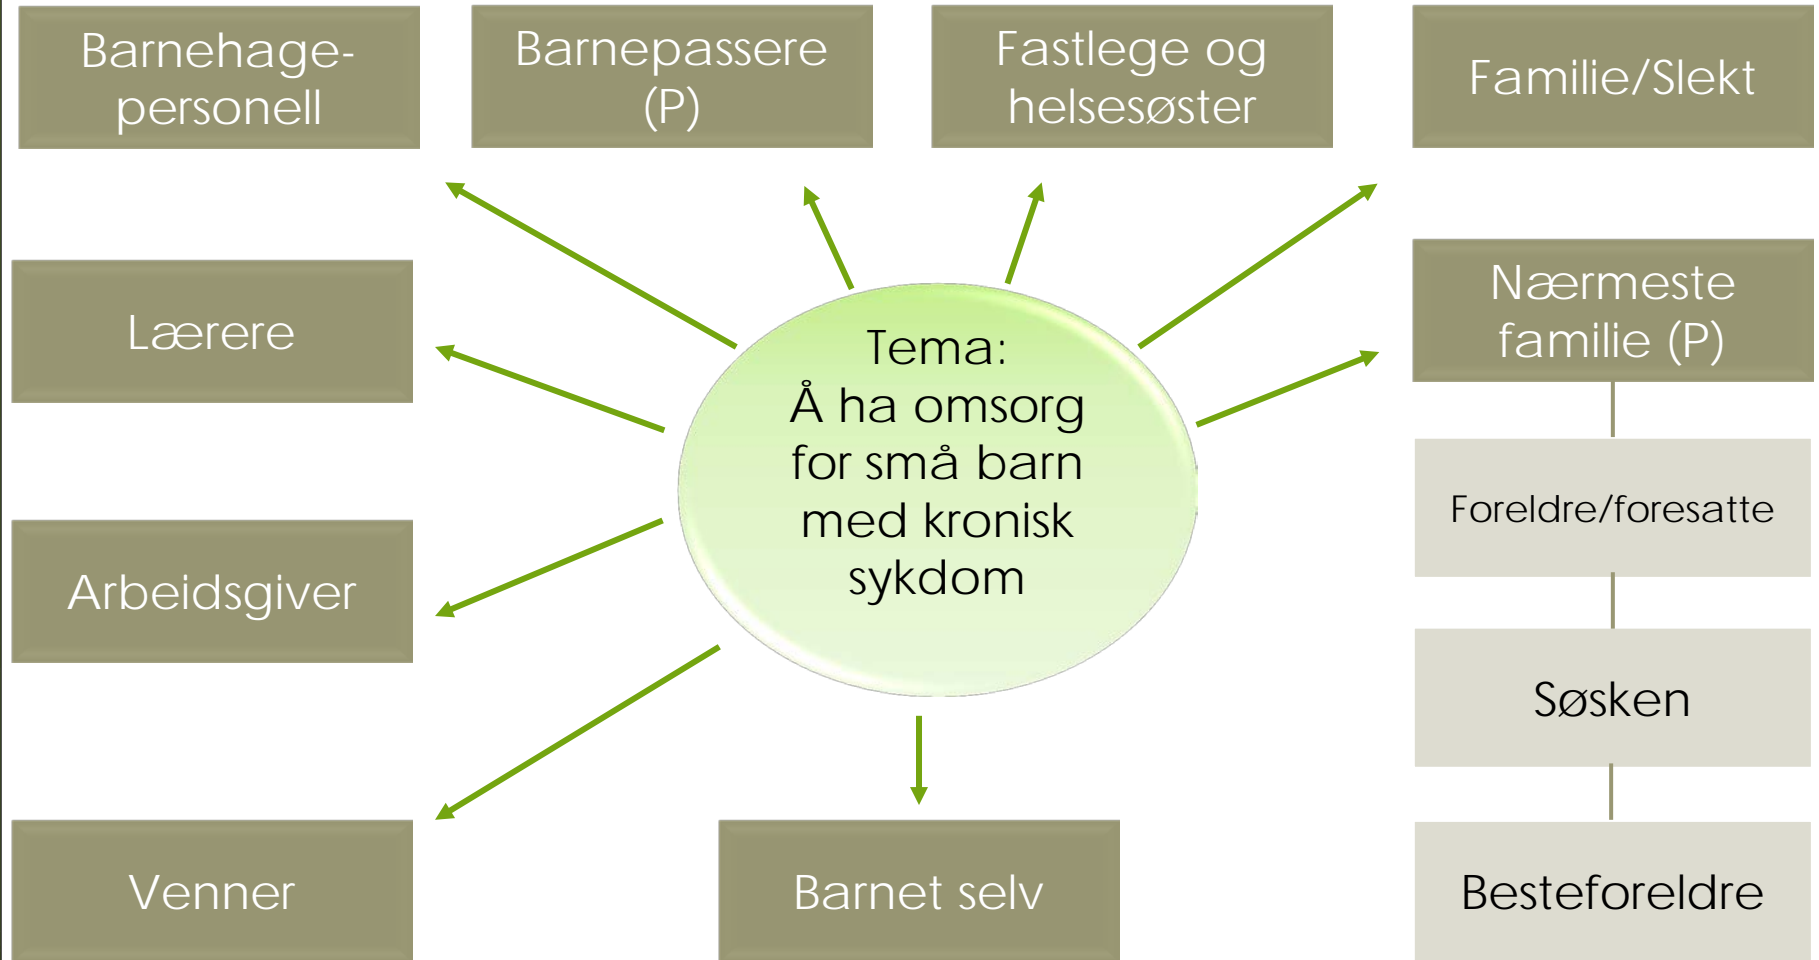 Barnehage-
personell
Barnepassere
(P)
Fastlege og
helsesøster
Familie/Slekt
Lærere
Tema:
Å ha omsorg
for små barn
med kronisk
sykdom
Nærmeste
familie (P)
Foreldre/foresatte
Arbeidsgiver
Søsken
Venner
Barnet selv
Besteforeldre